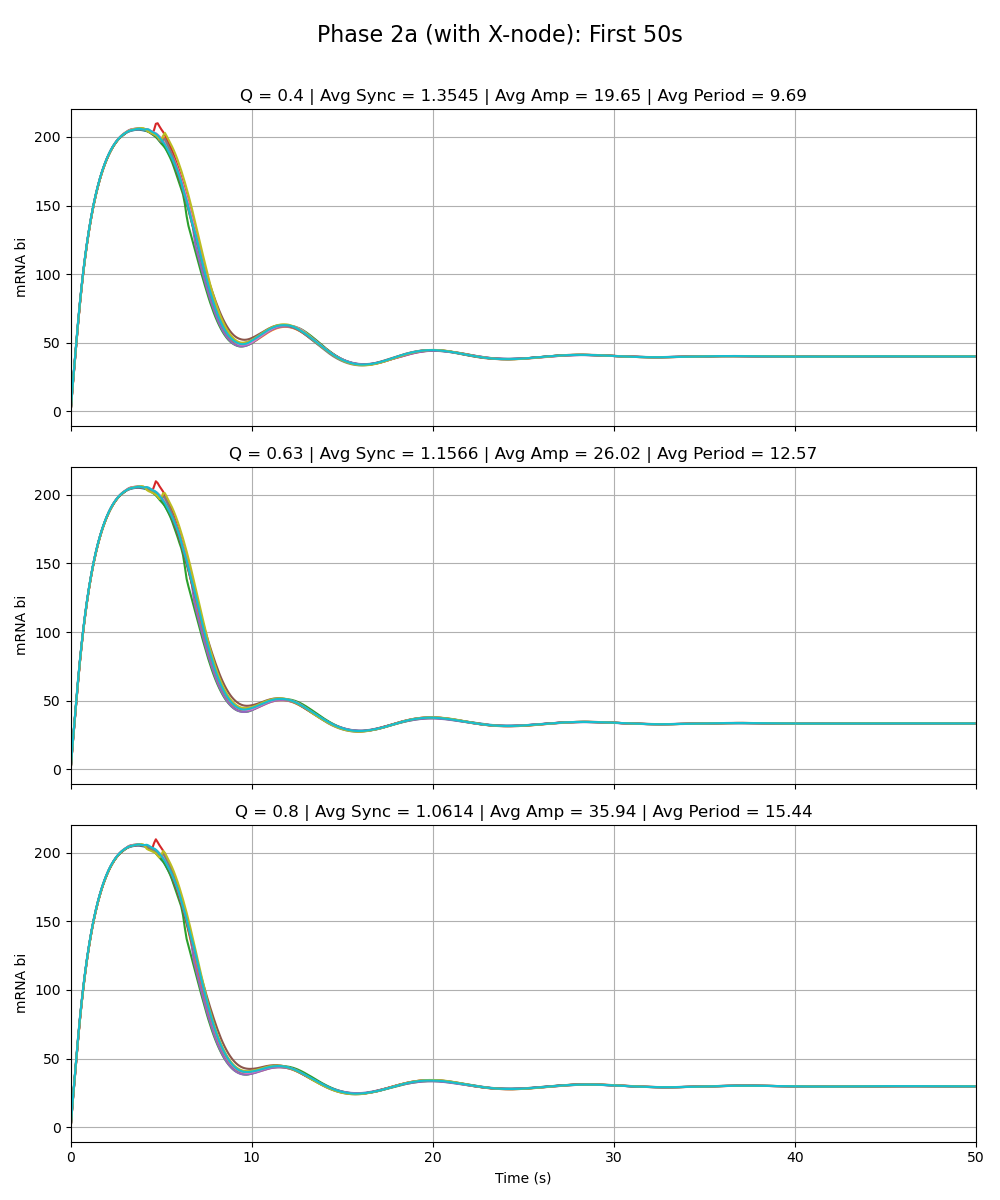 Phase 2a (with X-node): First 50s
Q = 0.4 | Avg Sync = 1.3545 | Avg Amp = 19.65 | Avg Period = 9.69
200
150
100
50
0
mRNA bi
Q = 0.63 | Avg Sync = 1.1566 | Avg Amp = 26.02 | Avg Period = 12.57
200
150
100
50
0
mRNA bi
Q = 0.8 | Avg Sync = 1.0614 | Avg Amp = 35.94 | Avg Period = 15.44
200
150
100
50
0
mRNA bi
0 10 20 30 40 50
Time (s)